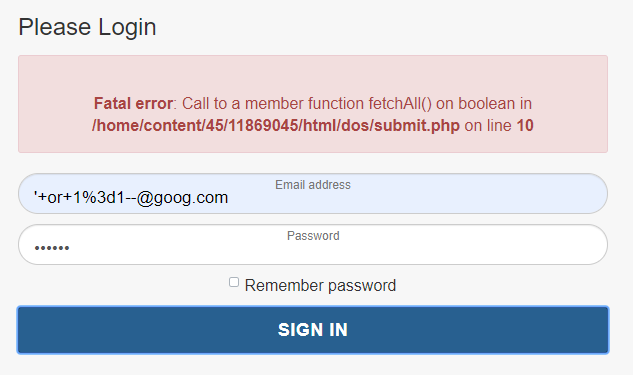 Please Login
Fatal error: Call to a member function fetchAll() on boolean in
/home/content/45/11869045/html/dos/submit.php on line 10
Email address
'+or+1%3d1--@goog.com
Password
••••••
Remember password
SIGN IN